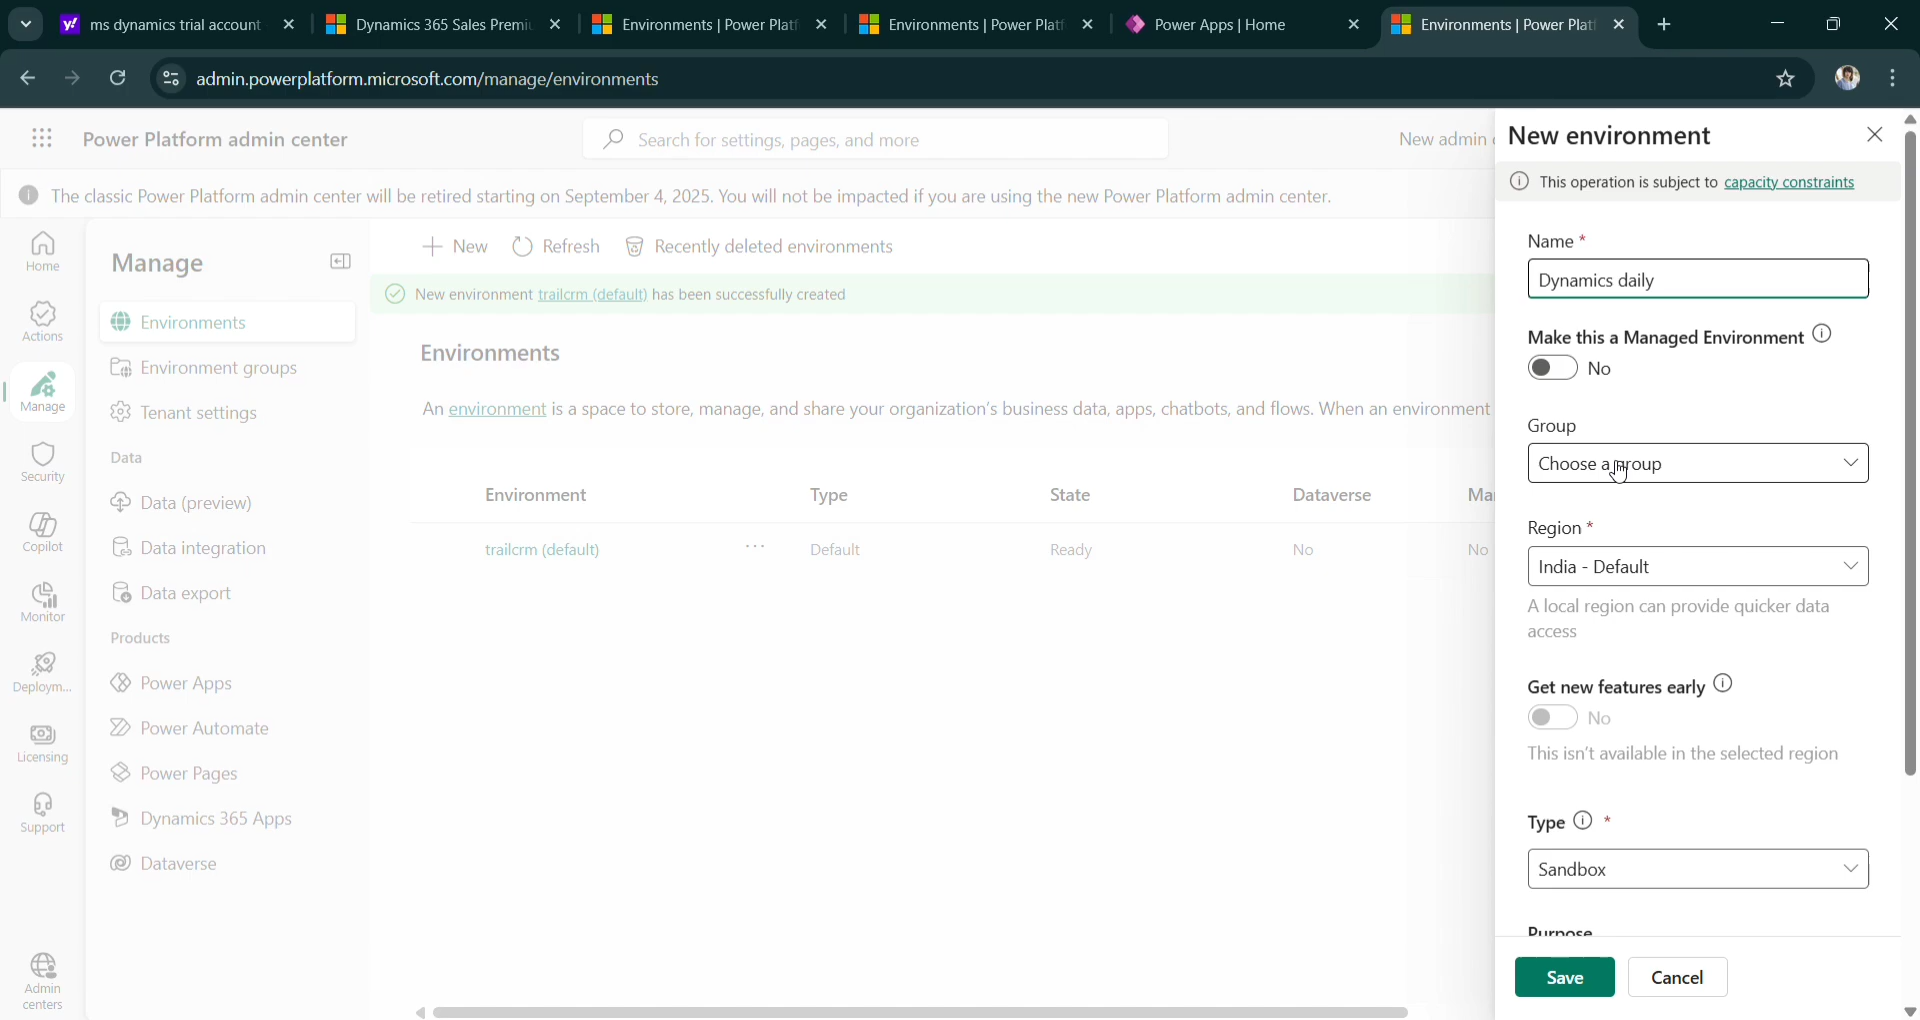 ms dynamics trial account
Dynamics 365 Sales Premi
Environments | Power Plat
Environments | Power Plat
Power Apps | Home
Environments | Power Plat
admin.powerplatform.microsoft.com/manage/environments
Power Platform admin center
Search for settings, pages, and more
New admin
The classic Power Platform admin center will be retired starting on September 4, 2025. You will not be impacted if you are using the new Power Platform admin center.
Home
Actions
Manage
Security
Copilot
Monitor
Deploym...
Licensing
Support
Admin
centers
Manage
Environments
Environment groups
Tenant settings
Data
Data (preview)
Data integration
Data export
Products
Power Apps
Power Automate
Power Pages
Dynamics 365 Apps
Dataverse
New Refresh Recently deleted environments
New environment trailcrm (default) has been successfully created
Environments
An environment is a space to store, manage, and share your organization's business data, apps, chatbots, and flows. When an environment
Environment Type State Dataverse Ma
trailcrm (default) ... Default Ready No No
New environment
This operation is subject to capacity constraints
Name *
Dynamics daily
Make this a Managed Environment
No
Group
Choose a group
Region *
India - Default
A local region can provide quicker data
access
Get new features early
No
This isn't available in the selected region
Type *
Sandbox
Purpose
Save Cancel